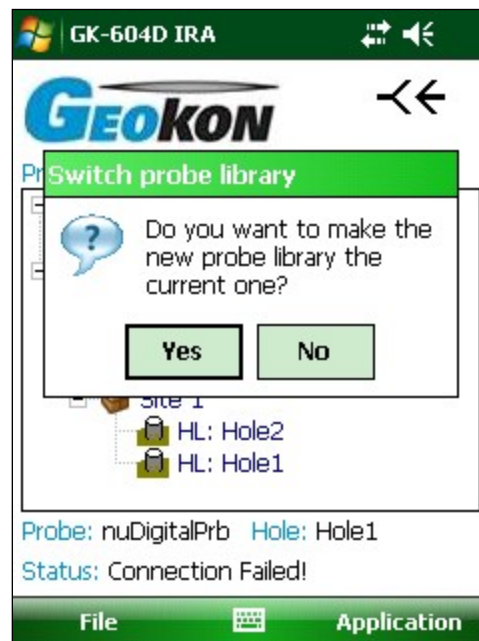 GK-604D IRA
GEOKON
Pr
Switch probe library
?
Do you want to make the
new probe library the
current one?
Yes
No
Site 1
HL: Hole2
HL: Hole1
Probe: nuDigitalPrb Hole: Hole1
Status: Connection Failed!
File
Application